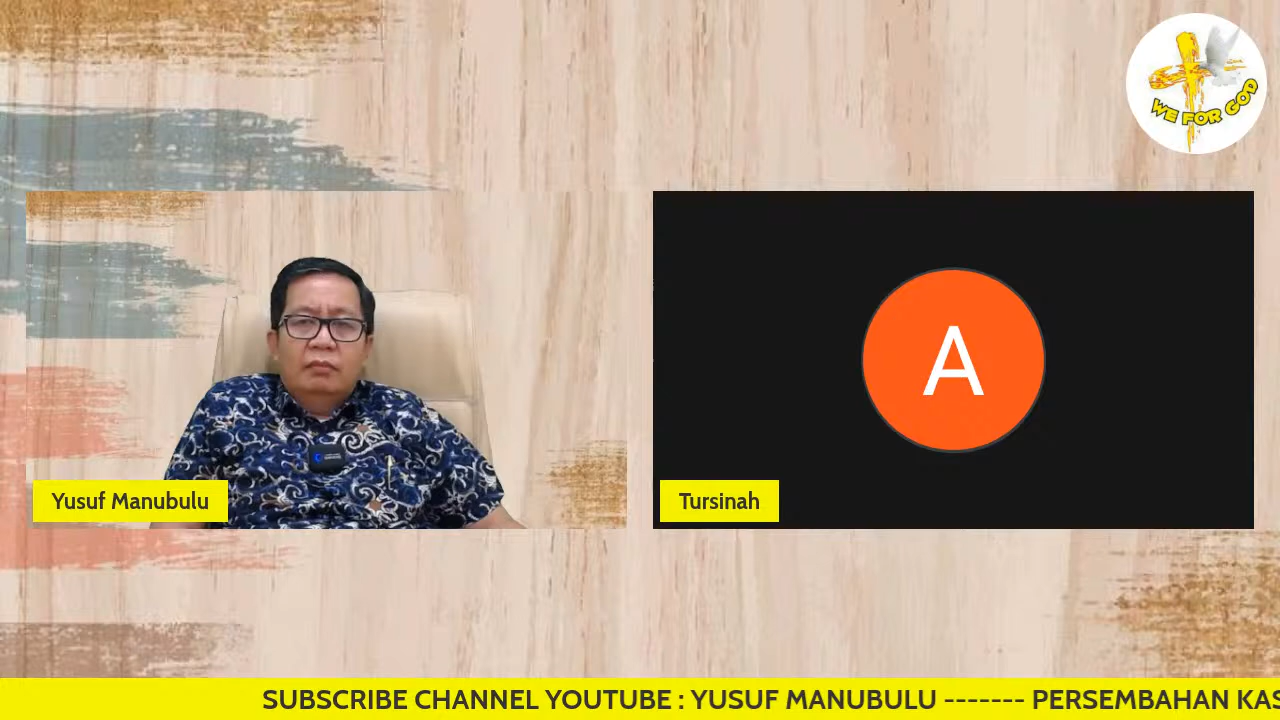 WE FOR GOD
A
Yusuf Manubulu
Tursinah
SUBSCRIBE CHANNEL YOUTUBE : YUSUF MANUBULU ------- PERSEMBAHAN KAS